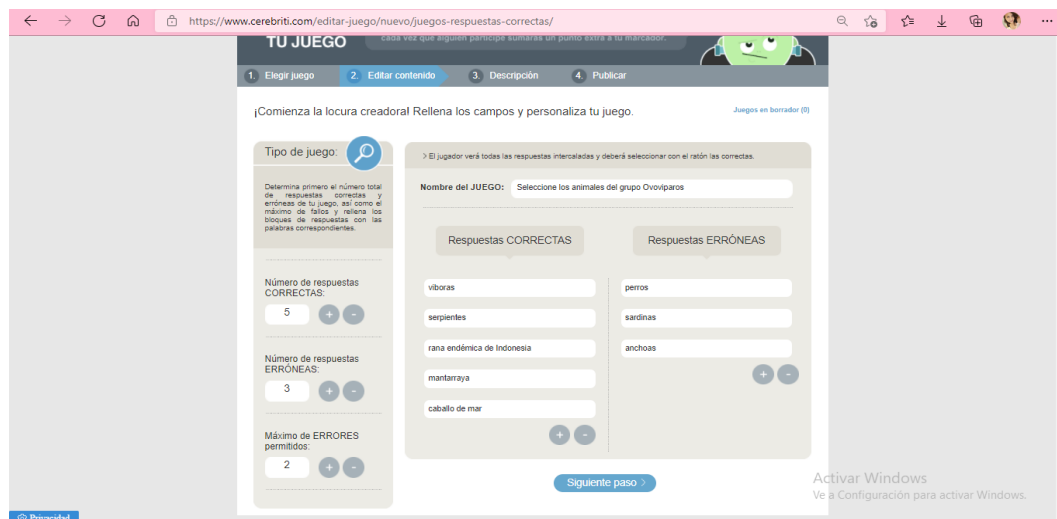 https://www.cerebriti.com/editar-juego/nuevo/juegos-respuestas-correctas/
TU JUEGO
cada vez que alguien participe sumarás un punto extra a tu marcador.
1. Elegir juego
2. Editar contenido
3. Descripción
4. Publicar
¡Comienza la locura creadora! Rellena los campos y personaliza tu juego.
Juegos en borrador (0)
Tipo de juego:
Determina primero el número total
de respuestas correctas y
erróneas de tu juego, así como el
máximo de fallos y rellena los
bloques de respuestas con las
palabras correspondientes.
Número de respuestas
CORRECTAS:
5
+ -
Número de respuestas
ERRÓNEAS:
3
+ -
Máximo de ERRORES
permitidos:
2
+ -
> El jugador verá todas las respuestas intercaladas y deberá seleccionar con el ratón las correctas.
Nombre del JUEGO: Seleccione los animales del grupo Ovoviparos
Respuestas CORRECTAS
viboras
serpientes
rana endémica de Indonesia
mantarraya
caballo de mar
+ -
Respuestas ERRÓNEAS
perros
sardinas
anchoas
+ -
Siguiente paso >
Activar Windows
Ve a Configuración para activar Windows.
Privacidad